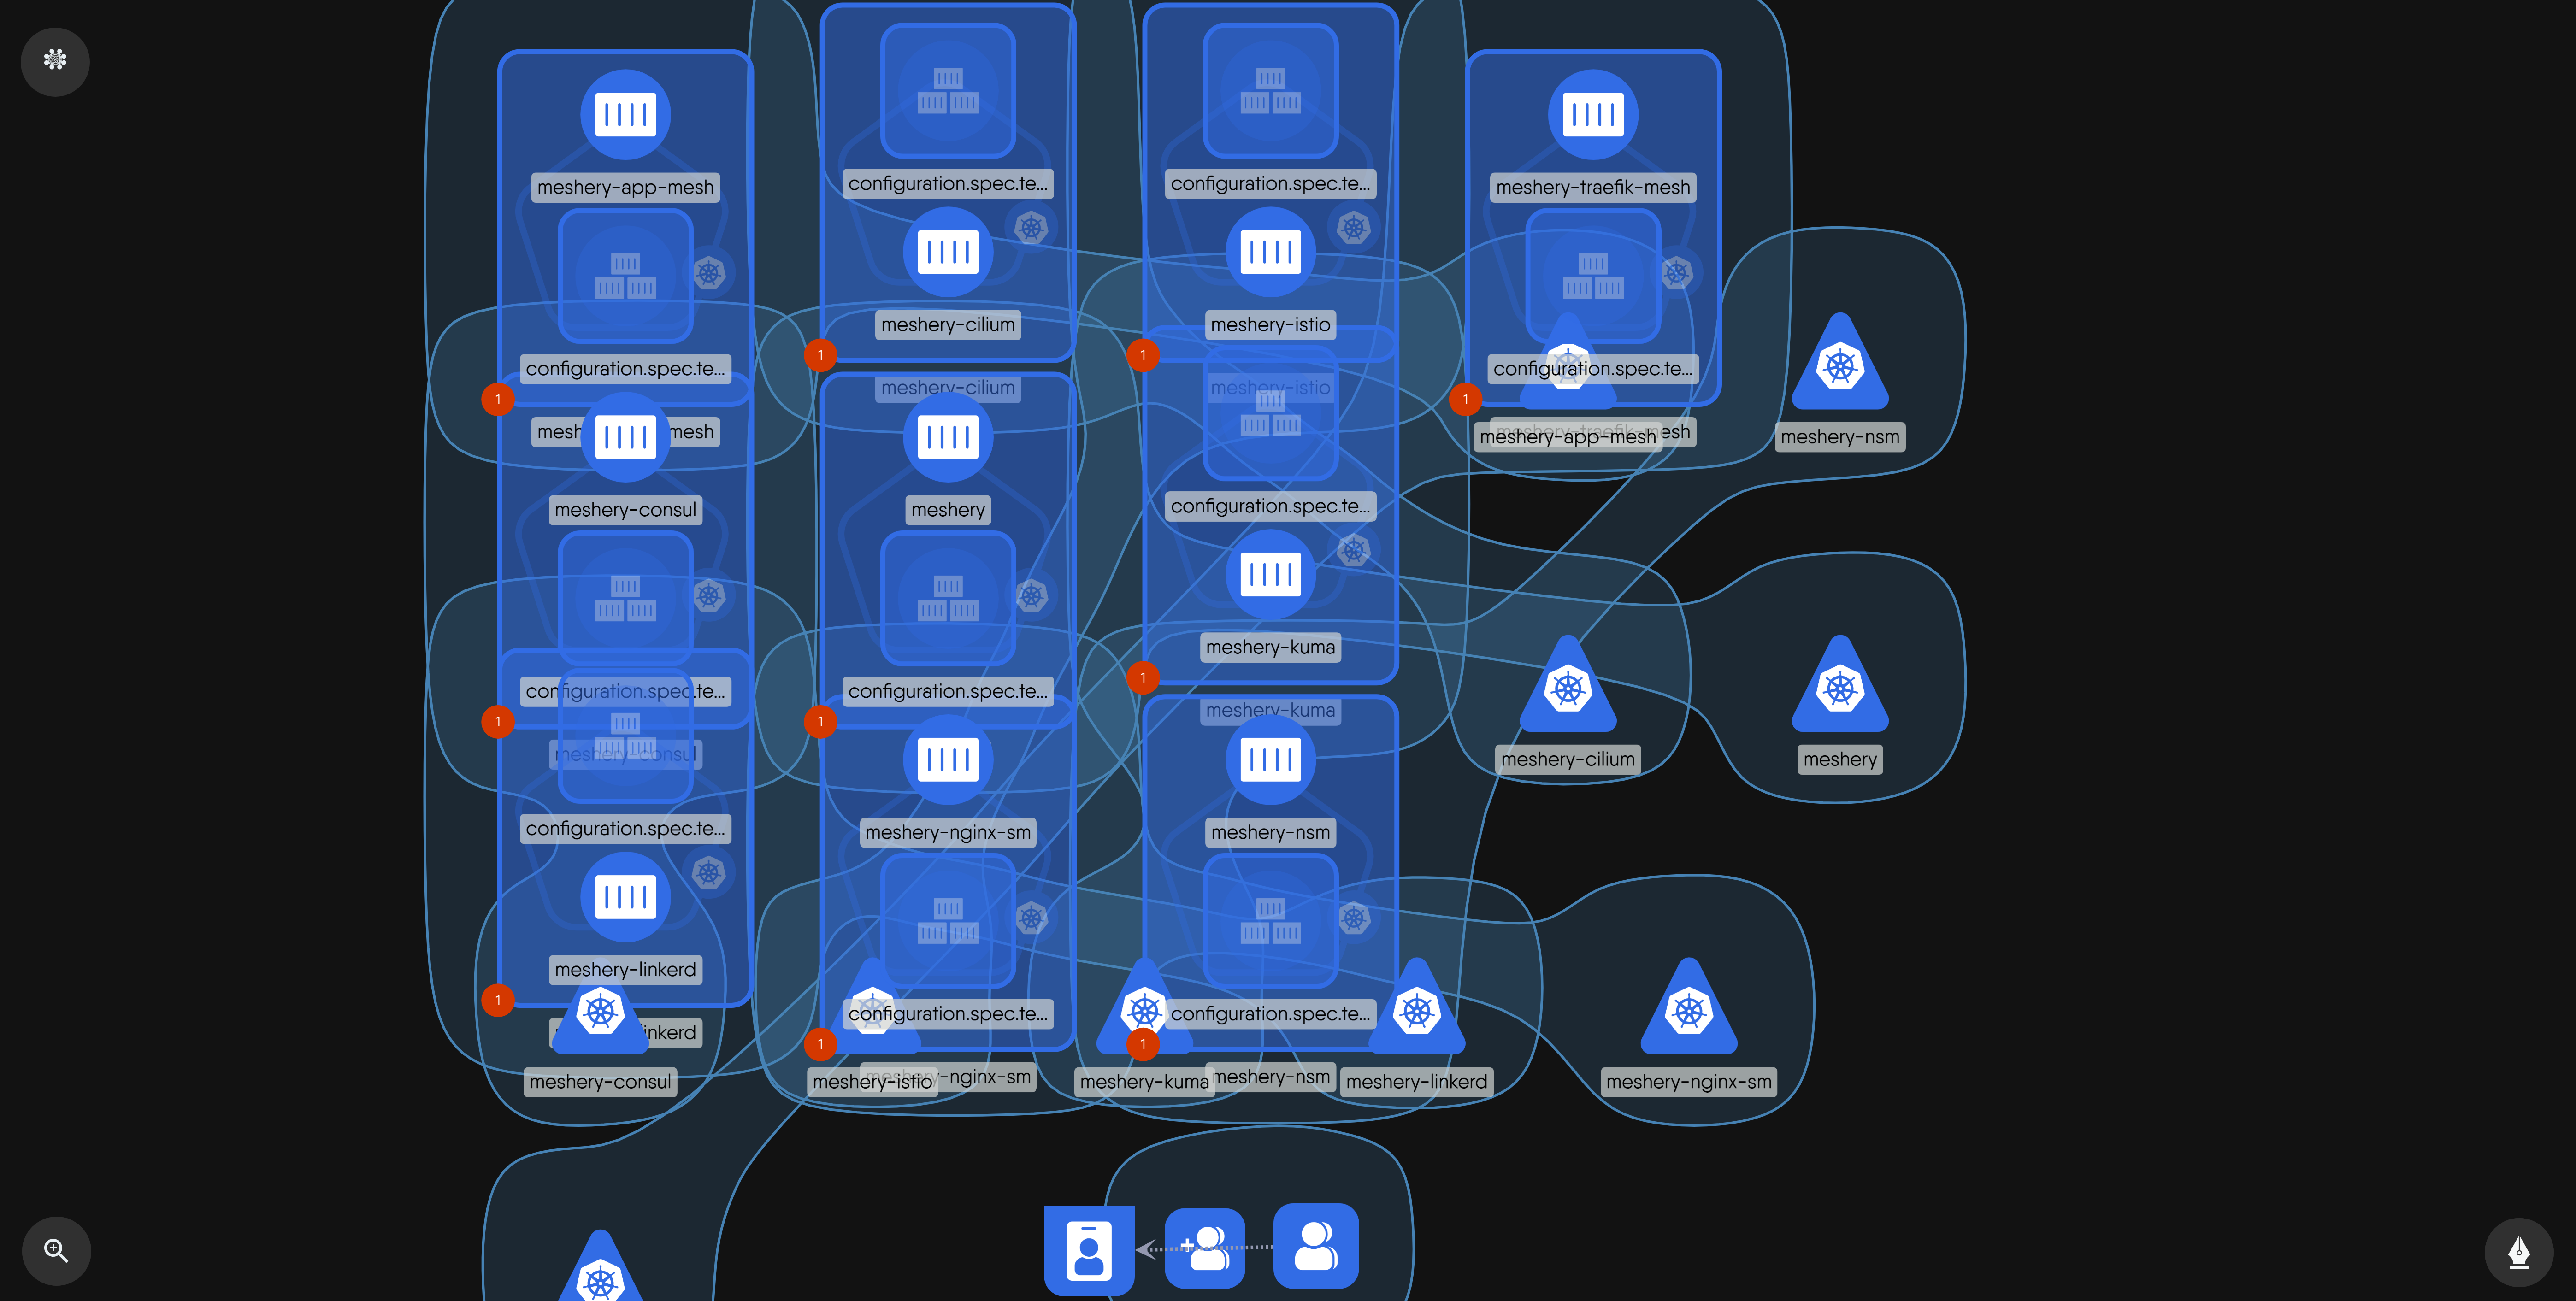 configuration.spec.te...
configuration.spec.te...
meshery-app-mesh
meshery-traefik-mesh
meshery-cilium
meshery-istio
configuration.spec.te...
configuration.spec.te...
meshery-cilium
meshery-istio
mesh
mesh
meshery-app-mesh
esh
meshery-nsm
meshery-consul
meshery
configuration.spec.te...
meshery-kuma
configuration.spec.te...
configuration.spec.te...
meshery-kuma
meshery-consul
meshery-cilium
meshery
configuration.spec.te...
meshery-nginx-sm
meshery-nsm
meshery-linkerd
configuration.spec.te...
configuration.spec.te...
inkerd
meshery-consul
meshery-istio
-nginx-sm
meshery-kuma
meshery-nsm
meshery-linkerd
meshery-nginx-sm
1
1
1
1
1
1
1
1
1
1